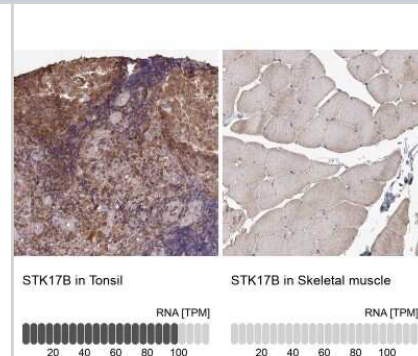 STK17B in Tonsil
STK17B in Skeletal muscle
RNA [TPM]
RNA [TPM]
20 40 60 80 100
20 40 60 80 100